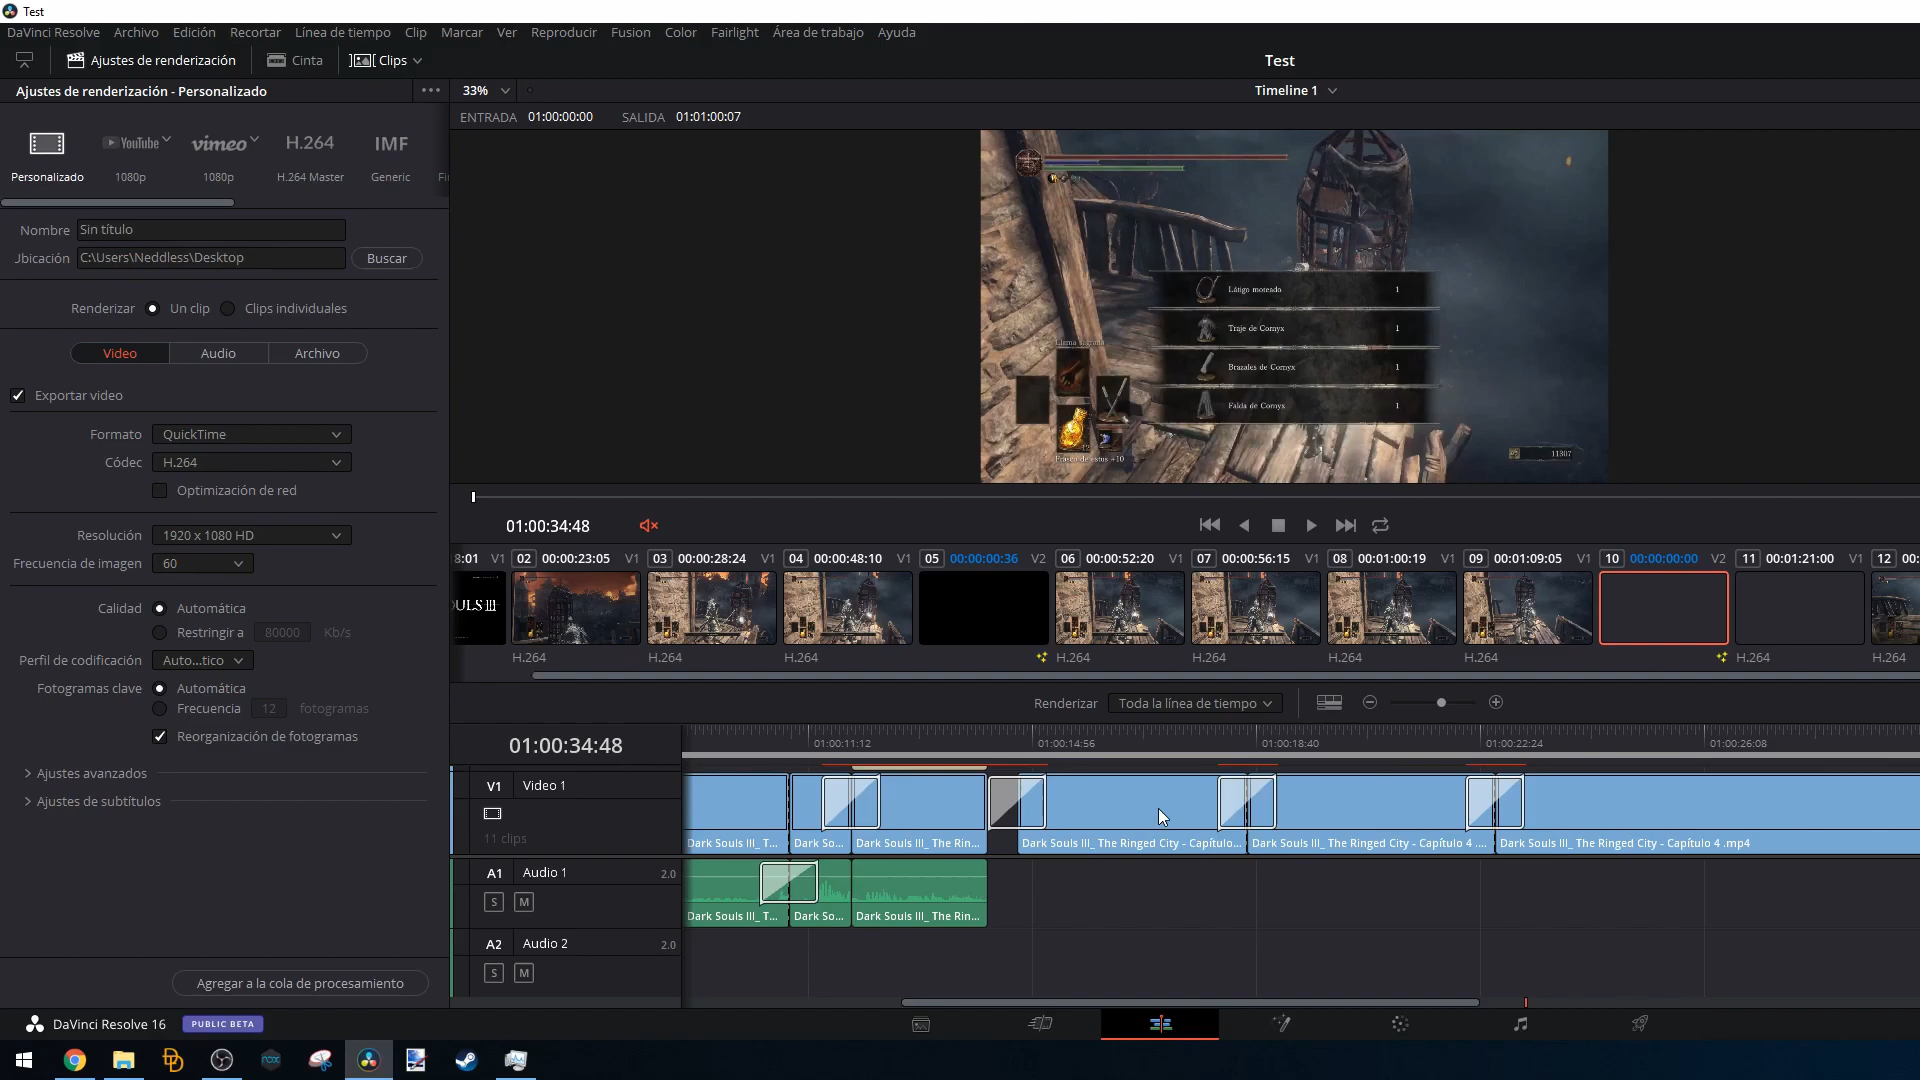 Test
DaVinci Resolve Archivo Edición Recortar Línea de tiempo Clip Marcar Ver Reproducir Fusion Color Fairlight Área de trabajo Ayuda
Ajustes de renderización Cinta Clips Test
Ajustes de renderización - Personalizado 33% Timeline 1
ENTRADA 01:00:00:00 SALIDA 01:01:00:07
YouTube vimeo H.264 IMF
Personalizado 1080p 1080p H.264 Master Generic
Nombre Sin título
Ubicación C:\Users\Neddless\Desktop Buscar
Renderizar Un clip Clips individuales
Video Audio Archivo
Exportar video
Formato QuickTime
Códec H.264
Optimización de red
Resolución 1920 x 1080 HD
Frecuencia de imagen 60
Calidad Automática
Restringir a 80000 Kb/s
Perfil de codificación Auto...tico
Fotogramas clave Automática
Frecuencia 12 fotogramas
Reorganización de fotogramas
Ajustes avanzados
Ajustes de subtítulos
Agregar a la cola de procesamiento
Látigo moteado 1
Traje de Cornyx 1
Llama sagrada
Brazales de Cornyx 1
Falda de Cornyx 1
12
Frasco de estus +10
11307
01:00:34:48
8:01 V1 02 00:00:23:05 V1 03 00:00:28:24 V1 04 00:00:48:10 V1 05 00:00:00:36 V2 06 00:00:52:20 V1 07 00:00:56:15 V1 08 00:01:00:19 V1 09 00:01:09:05 V1 10 00:00:00:00 V2 11 00:01:21:00 V1 12 00:
OULS III
H.264 H.264 H.264 H.264 H.264 H.264 H.264 H.264 H.264
Renderizar Toda la línea de tiempo
01:00:34:48 01:00:11:12 01:00:14:56 01:00:18:40 01:00:22:24 01:00:26:08
V1 Video 1
11 clips
Dark Souls III_ T... Dark So... Dark Souls III_ The Rin... Dark Souls III_ The Ringed City - Capítulo... Dark Souls III_ The Ringed City - Capítulo 4 .... Dark Souls III_ The Ringed City - Capítulo 4 .mp4
A1 Audio 1 2.0
S M
Dark Souls III_ T... Dark So... Dark Souls III_ The Rin...
A2 Audio 2 2.0
S M
DaVinci Resolve 16 PUBLIC BETA